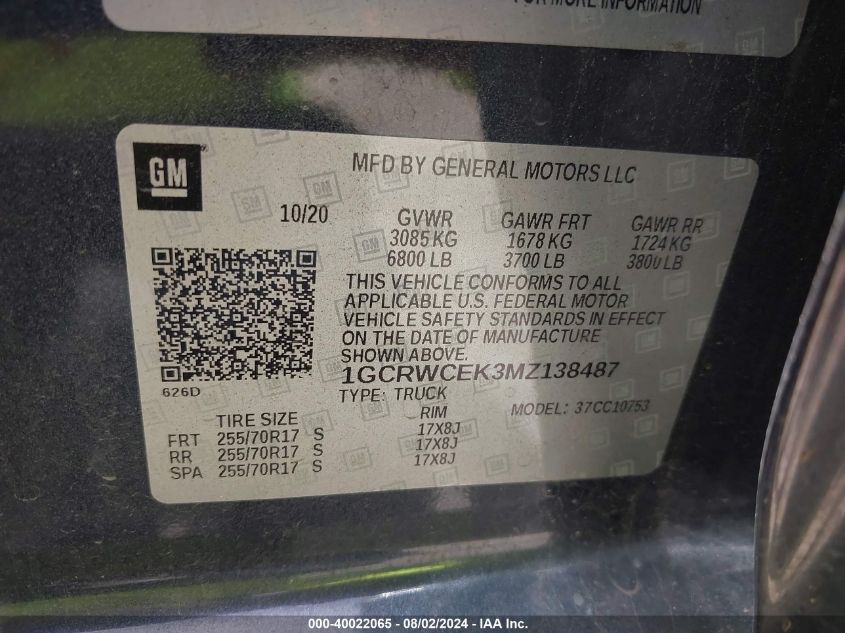 FOR MORE INFORMATION
GM
MFD BY GENERAL MOTORS LLC
10/20
GVWR GAWR FRT GAWR RR
3085 KG 1678 KG 1724 KG
6800 LB 3700 LB 3800 LB
THIS VEHICLE CONFORMS TO ALL
APPLICABLE U.S. FEDERAL MOTOR
VEHICLE SAFETY STANDARDS IN EFFECT
ON THE DATE OF MANUFACTURE
SHOWN ABOVE.
1GCRWCEK3MZ138487
626D
TYPE: TRUCK
MODEL: 37CC10753
TIRE SIZE RIM
FRT 255/70R17 S 17X8J
RR 255/70R17 S 17X8J
SPA 255/70R17 S 17X8J
000-40022065 - 08/02/2024 - IAA Inc.